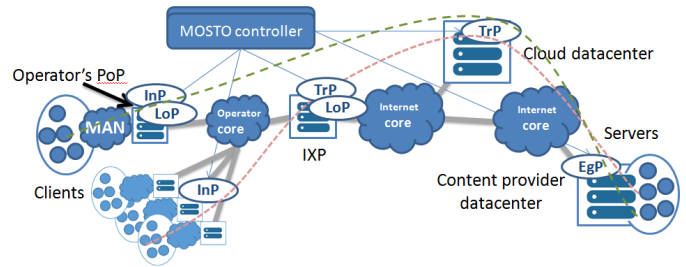 MOSTO controller
TrP
Cloud datacenter
Operator's PoP
InP
LoP
MAN
Operator
core
TrP
LoP
IXP
Internet
core
Internet
core
Servers
Clients
InP
EgP
Content provider
datacenter